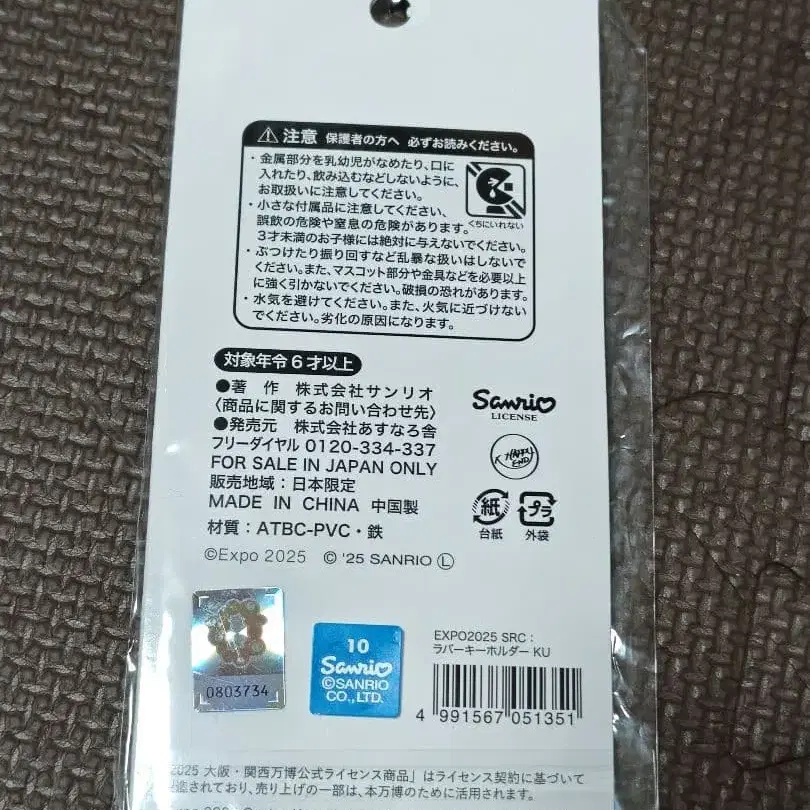 ⚠注意 保護者の方へ 必ずお読みください。
・金属部分を乳幼児がなめたり、口に
入れたり、飲み込むなどしないように、
お取扱いに注意してください。
・小さな付属品に注意してください、
誤飲の危険や窒息の危険があります。
3才未満のお子様には絶対に与えないでください。
・ぶつけたり振り回すなど乱暴な扱いはしないで
ください。また、マスコット部分や金具などを必要以上
に強く引かないでください。破損の恐れがあります。
・水気を避けてください。また、火気に近づけない
でください。劣化の原因になります。
くちにいれない
対象年令6才以上
●著 作 株式会社サンリオ
〈商品に関するお問い合わせ先〉
●発売元 株式会社あすなろ舎
フリーダイヤル 0120-334-337
FOR SALE IN JAPAN ONLY
販売地域：日本限定
MADE IN CHINA 中国製
材質：ATBC-PVC・鉄
©Expo 2025 © '25 SANRIO Ⓛ
Sanrio
LICENSE
HAPPY
END
紙
台紙
プラ
外袋
0803734
10
Sanrio
©SANRIO
CO., LTD.
EXPO2025 SRC：
ラバーキーホルダー KU
4 991567 051351
2025 大阪・関西万博公式ライセンス商品」はライセンス契約に基づいて
されており、売り上げの一部は、本万博のために活用されます。